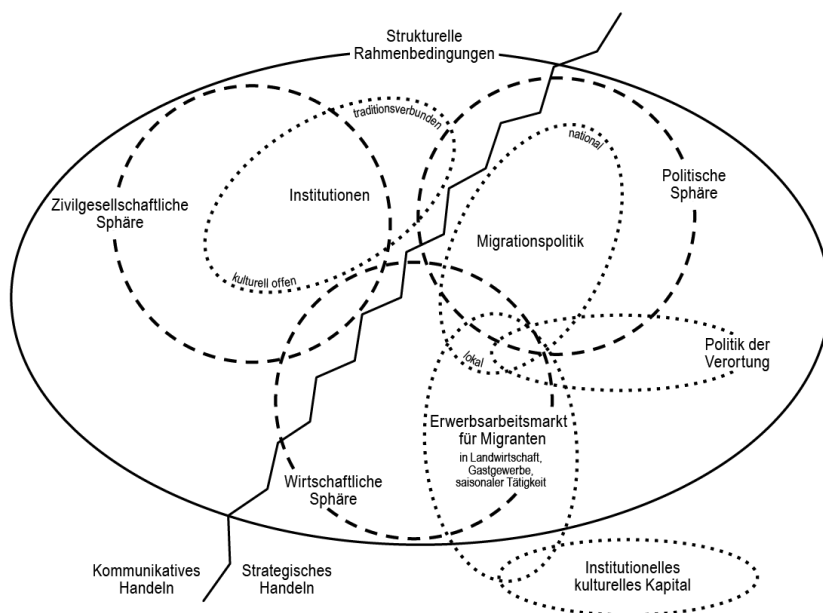 Strukturelle
Rahmenbedingungen
traditionsverbunden
national
Zivilgesellschaftliche
Sphäre
Institutionen
Politische
Sphäre
Migrationspolitik
kulturell offen
lokal
Politik der
Verortung
Erwerbsarbeitsmarkt
für Migranten
in Landwirtschaft,
Gastgewerbe,
saisonaler Tätigkeit
Wirtschaftliche
Sphäre
Kommunikatives
Handeln
Strategisches
Handeln
Institutionelles
kulturelles Kapital